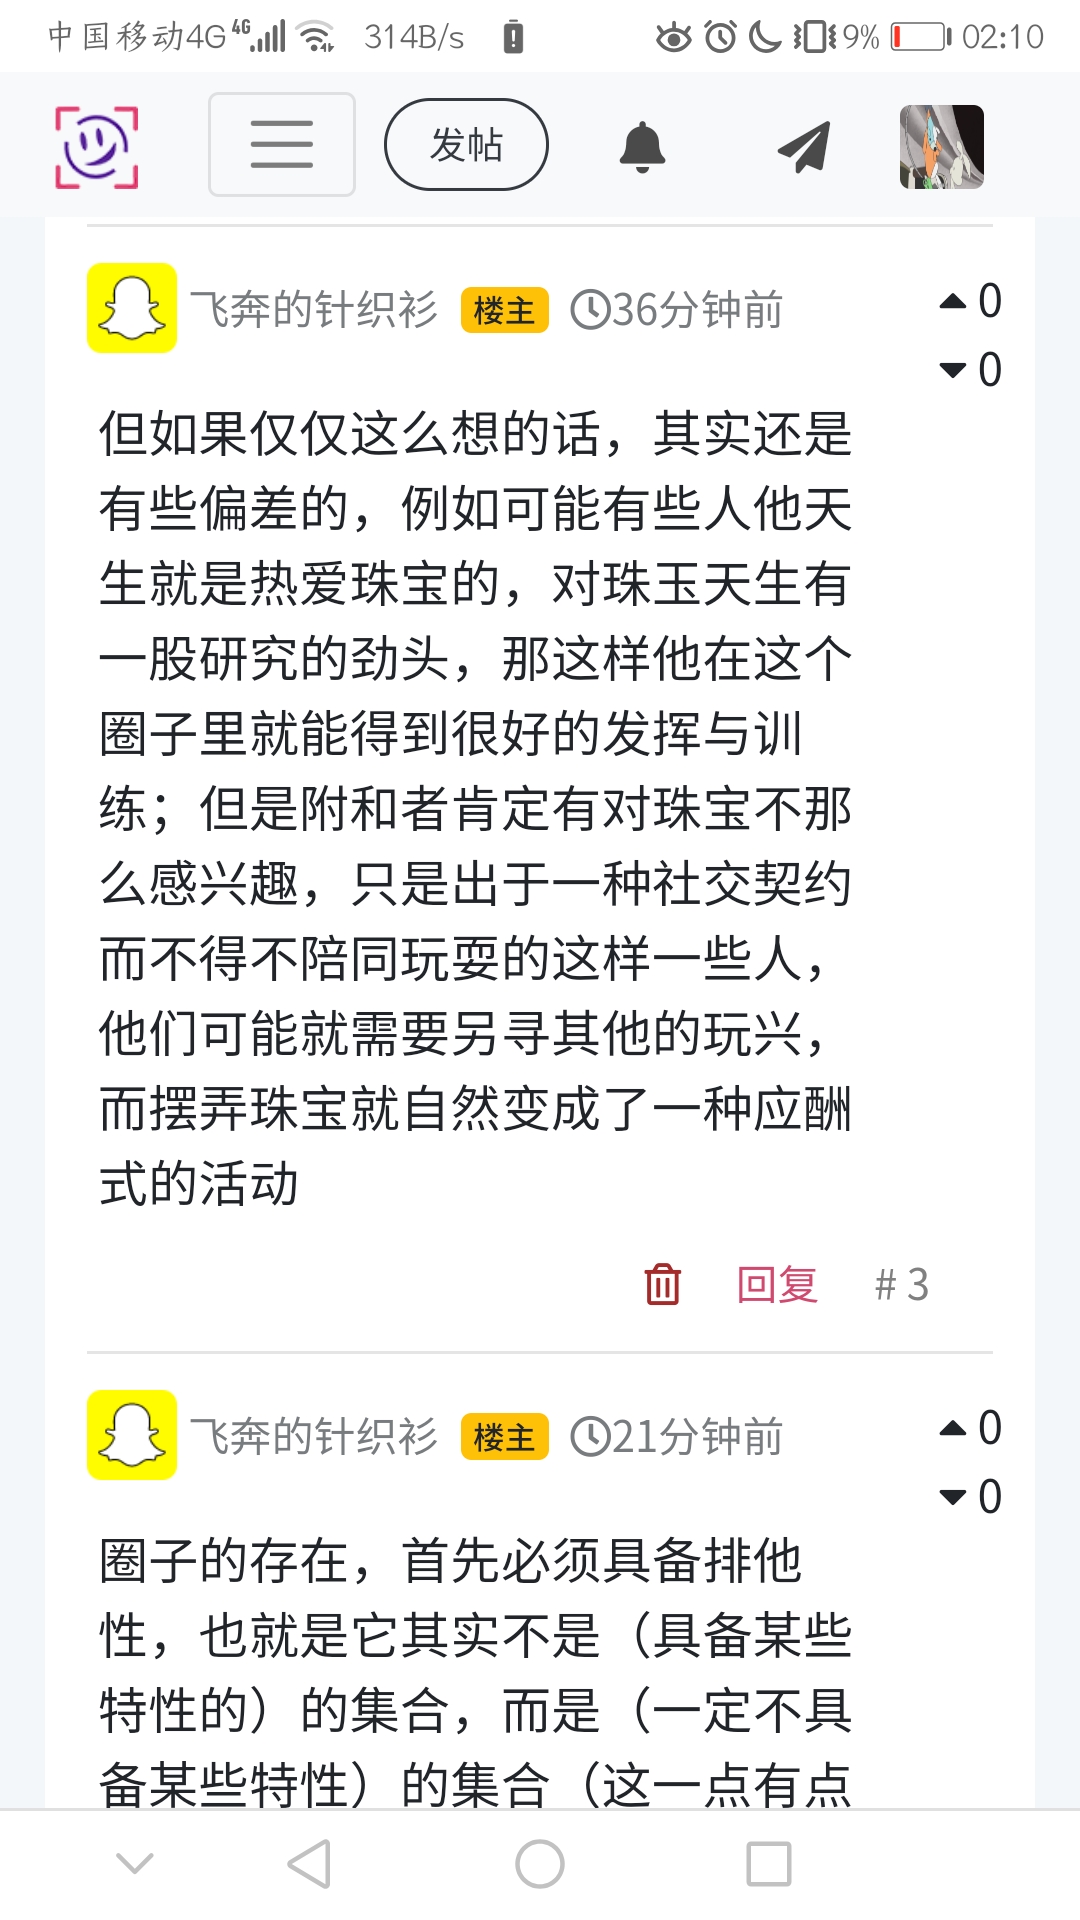 中国移动4G 4G 314B/s 9% 02:10
发帖
飞奔的针织衫 楼主 36分钟前 0
0
但如果仅仅这么想的话，其实还是
有些偏差的，例如可能有些人他天
生就是热爱珠宝的，对珠玉天生有
一股研究的劲头，那这样他在这个
圈子里就能得到很好的发挥与训
练；但是附和者肯定有对珠宝不那
么感兴趣，只是出于一种社交契约
而不得不陪同玩耍的这样一些人，
他们可能就需要另寻其他的玩兴，
而摆弄珠宝就自然变成了一种应酬
式的活动
回复 # 3
飞奔的针织衫 楼主 21分钟前 0
0
圈子的存在，首先必须具备排他
性，也就是它其实不是（具备某些
特性的）的集合，而是（一定不具
备某些特性）的集合（这一点有点